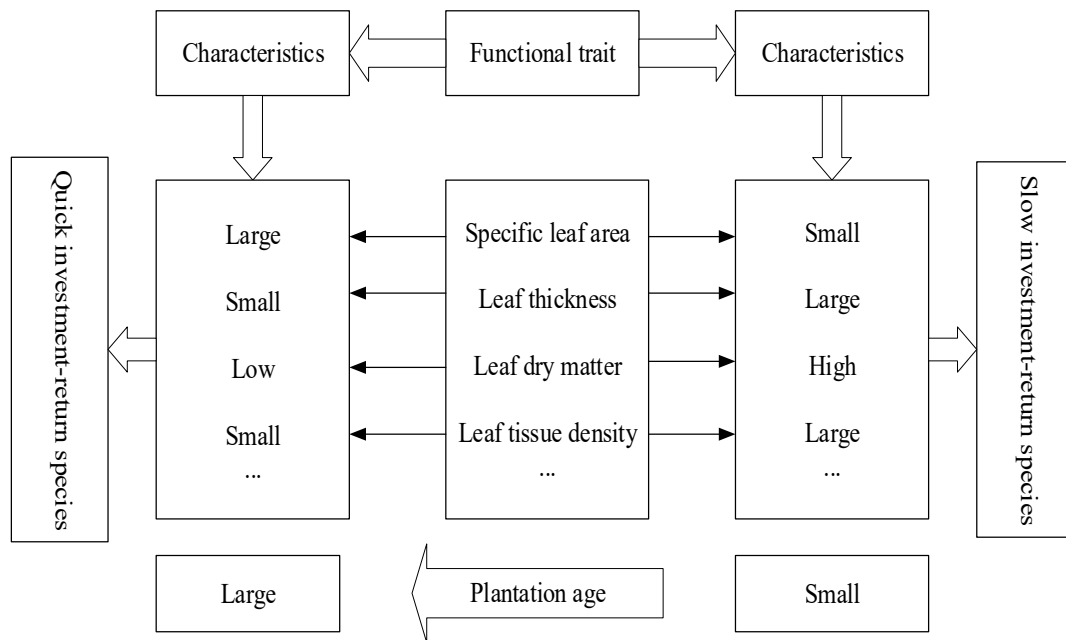 Characteristics
Functional trait
Characteristics
Quick investment-return species
Large
Specific leaf area
Small
Small
Leaf thickness
Large
Low
Leaf dry matter
High
Small
Leaf tissue density
Large
...
...
...
Slow investment-return species
Large
Plantation age
Small